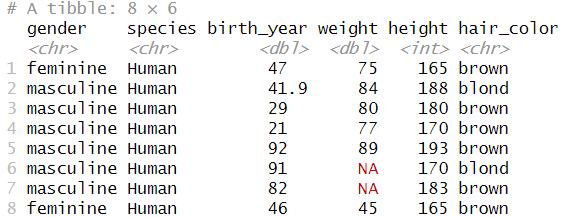 # A tibble: 8 × 6
gender species birth_year weight height hair_color
<chr> <chr> <dbl> <dbl> <int> <chr>
1 feminine Human 47 75 165 brown
2 masculine Human 41.9 84 188 blond
3 masculine Human 29 80 180 brown
4 masculine Human 21 77 170 brown
5 masculine Human 92 89 193 brown
6 masculine Human 91 NA 170 blond
7 masculine Human 82 NA 183 brown
8 feminine Human 46 45 165 brown